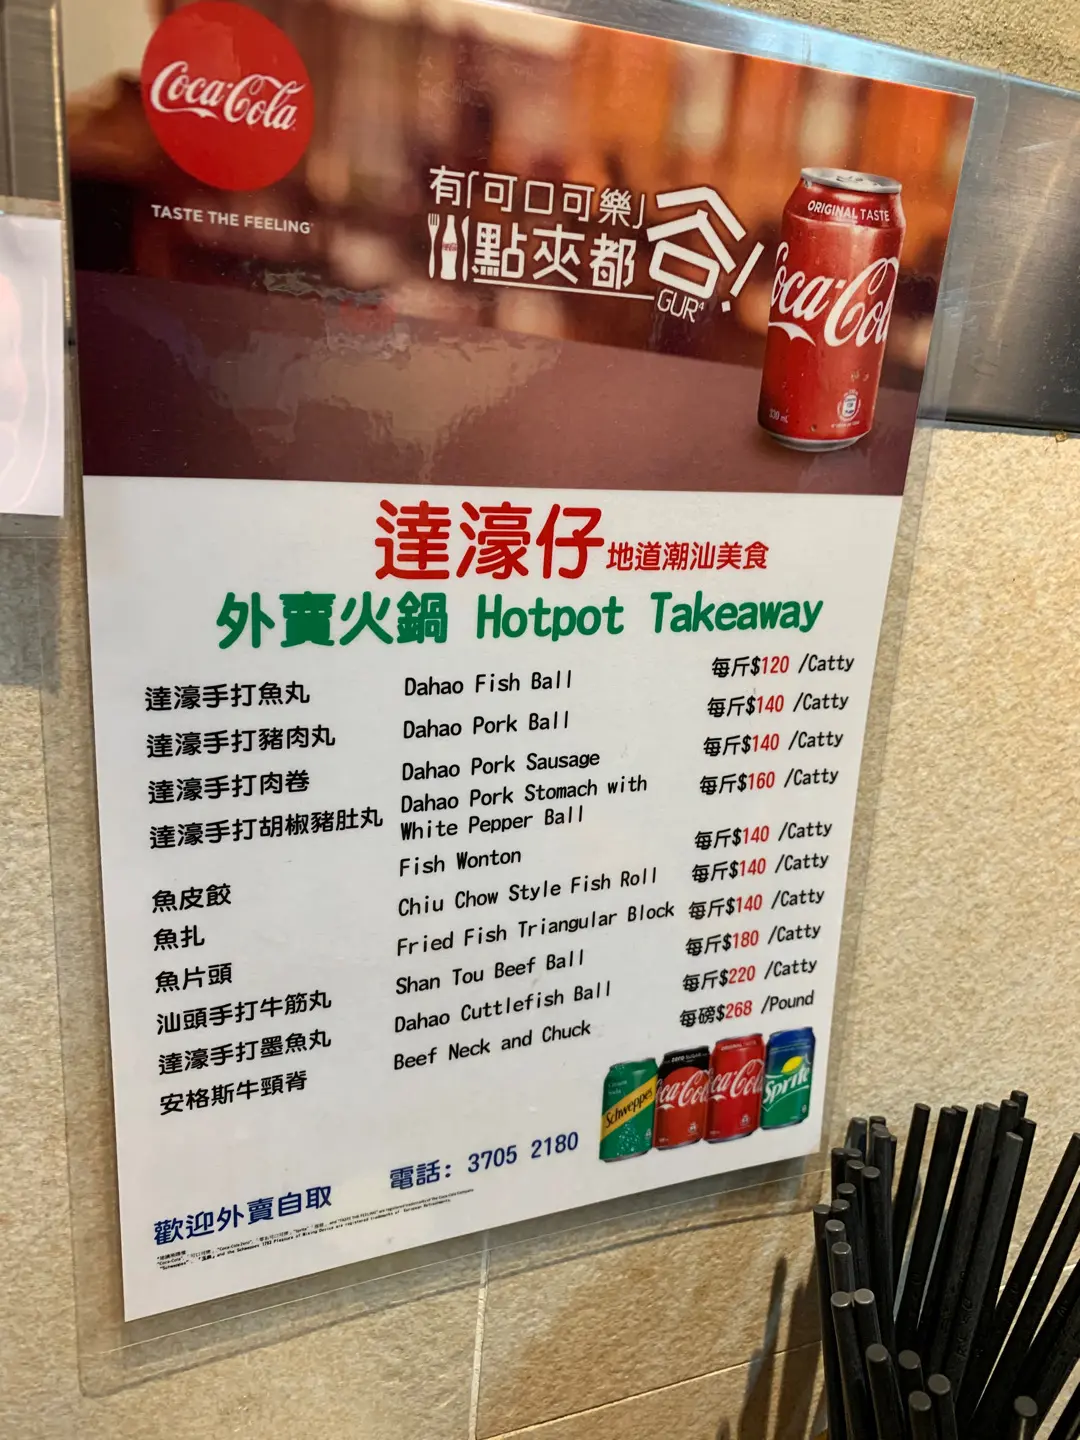 Coca-Cola
TASTE THE FEELING
有「可口可樂」
點夾都 谷!
GUR⁴
ORIGINAL TASTE
Coca-Cola
330 mL
達濠仔 地道潮汕美食
外賣火鍋 Hotpot Takeaway
達濠手打魚丸 Dahao Fish Ball 每斤$120 /Catty
達濠手打豬肉丸 Dahao Pork Ball 每斤$140 /Catty
達濠手打肉卷 Dahao Pork Sausage 每斤$140 /Catty
達濠手打胡椒豬肚丸 Dahao Pork Stomach with 每斤$160 /Catty
White Pepper Ball
魚皮餃 Fish Wonton 每斤$140 /Catty
魚扎 Chiu Chow Style Fish Roll 每斤$140 /Catty
魚片頭 Fried Fish Triangular Block 每斤$140 /Catty
汕頭手打牛筋丸 Shan Tou Beef Ball 每斤$180 /Catty
達濠手打墨魚丸 Dahao Cuttlefish Ball 每斤$220 /Catty
安格斯牛頸脊 Beef Neck and Chuck 每磅$268 /Pound
Schweppes Coca-Cola Coca-Cola Sprite
歡迎外賣自取 電話: 3705 2180